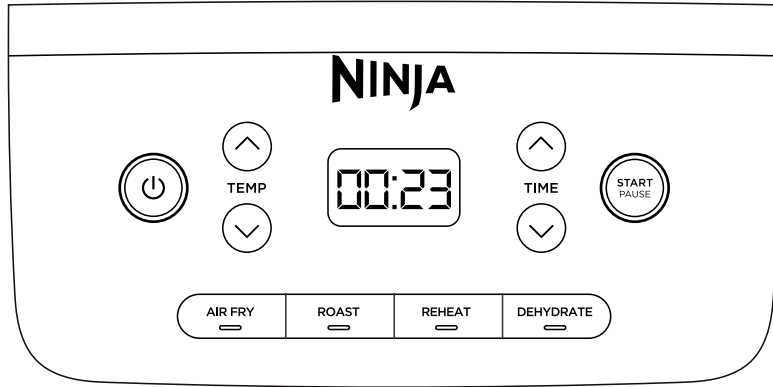 NINJA
TEMP
00:23
TIME
START
PAUSE
AIR FRY
ROAST
REHEAT
DEHYDRATE